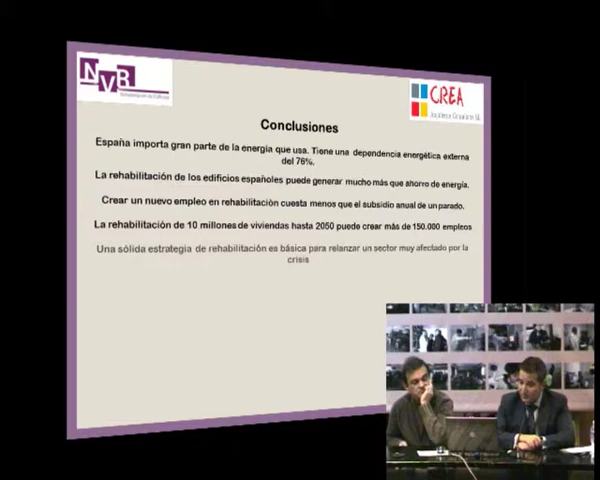 NVR
CREA
Conclusiones
España importa gran parte de la energía que usa. Tiene una dependencia energética externa
del 76%.
La rehabilitación de los edificios españoles puede generar mucho más que ahorro de energía.
Crear un nuevo empleo en rehabilitación cuesta menos que el subsidio anual de un parado.
La rehabilitación de 10 millones de viviendas hasta 2050 puede crear más de 150.000 empleos
Una sólida estrategia de rehabilitación es básica para relanzar un sector muy afectado por la
crisis